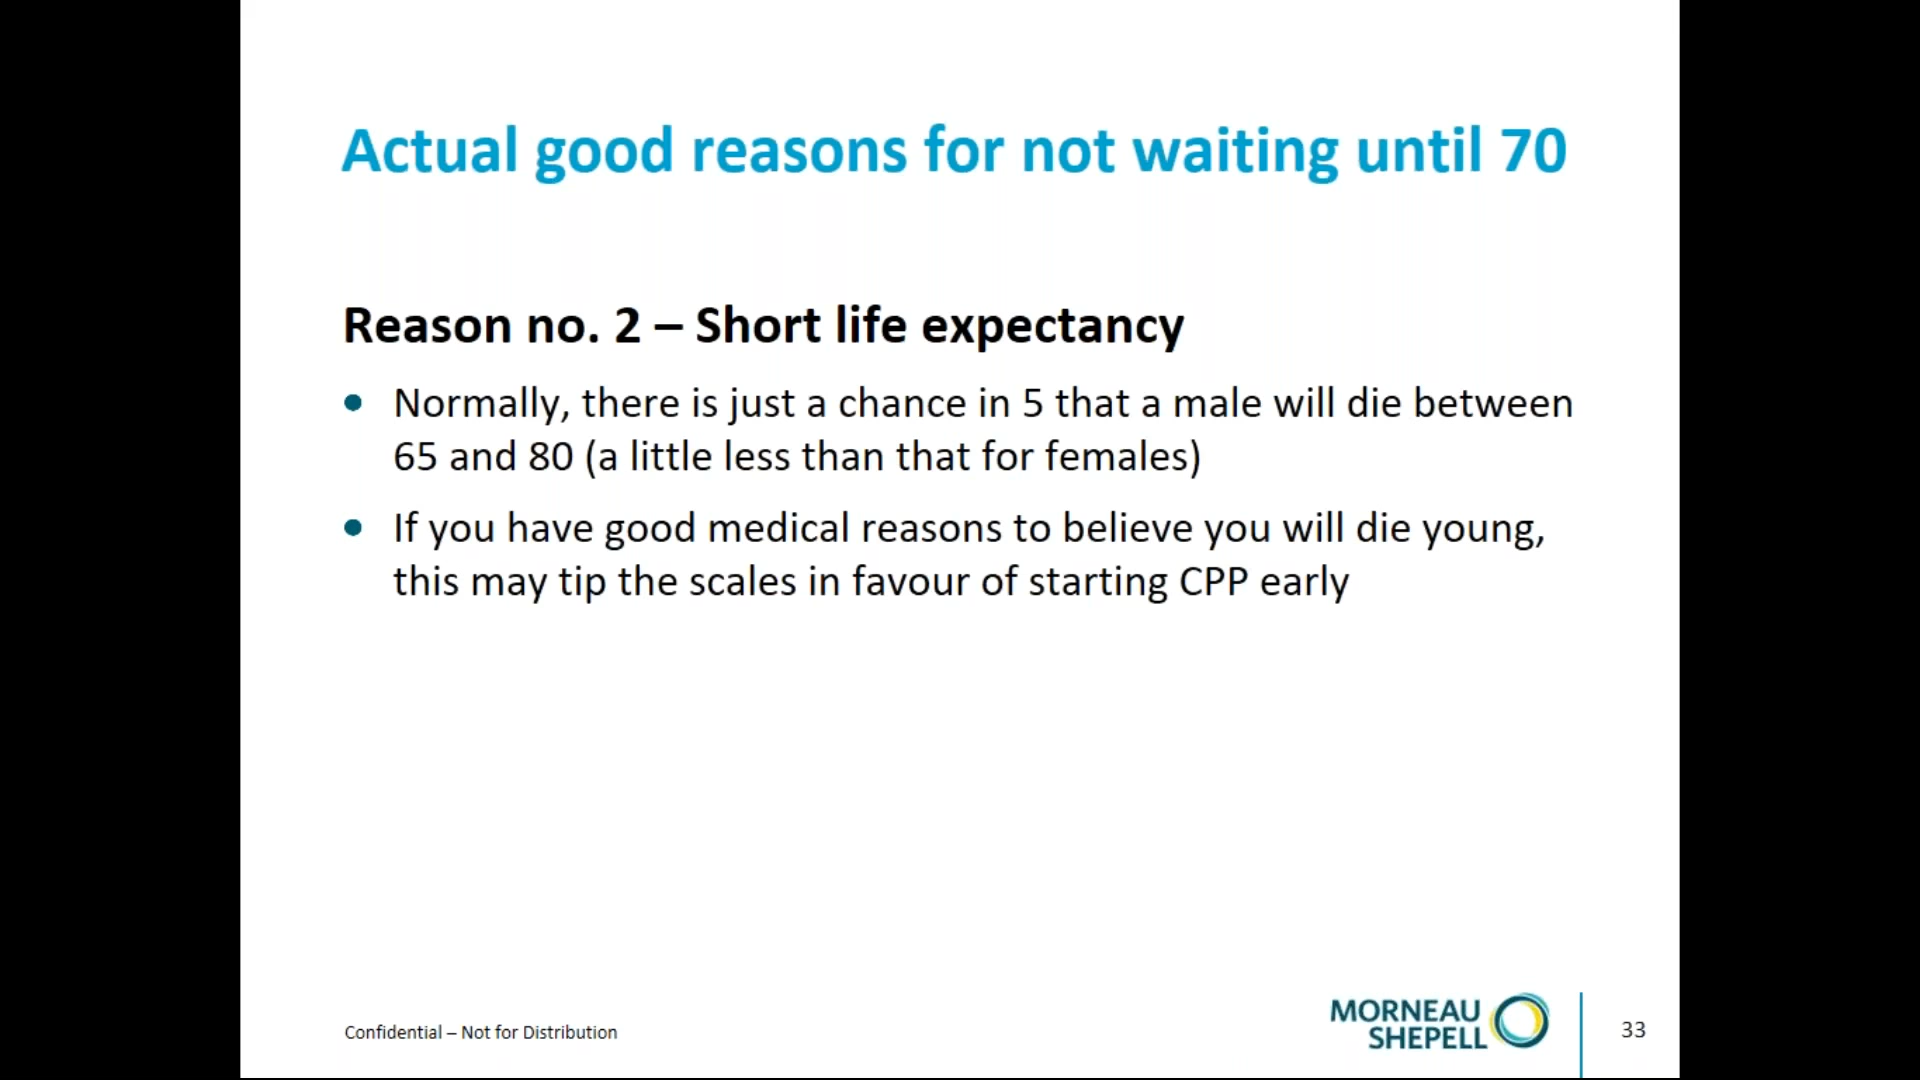 Actual good reasons for not waiting until 70
Reason no. 2 – Short life expectancy
• Normally, there is just a chance in 5 that a male will die between
65 and 80 (a little less than that for females)
• If you have good medical reasons to believe you will die young,
this may tip the scales in favour of starting CPP early
Confidential – Not for Distribution
MORNEAU
SHEPELL
33